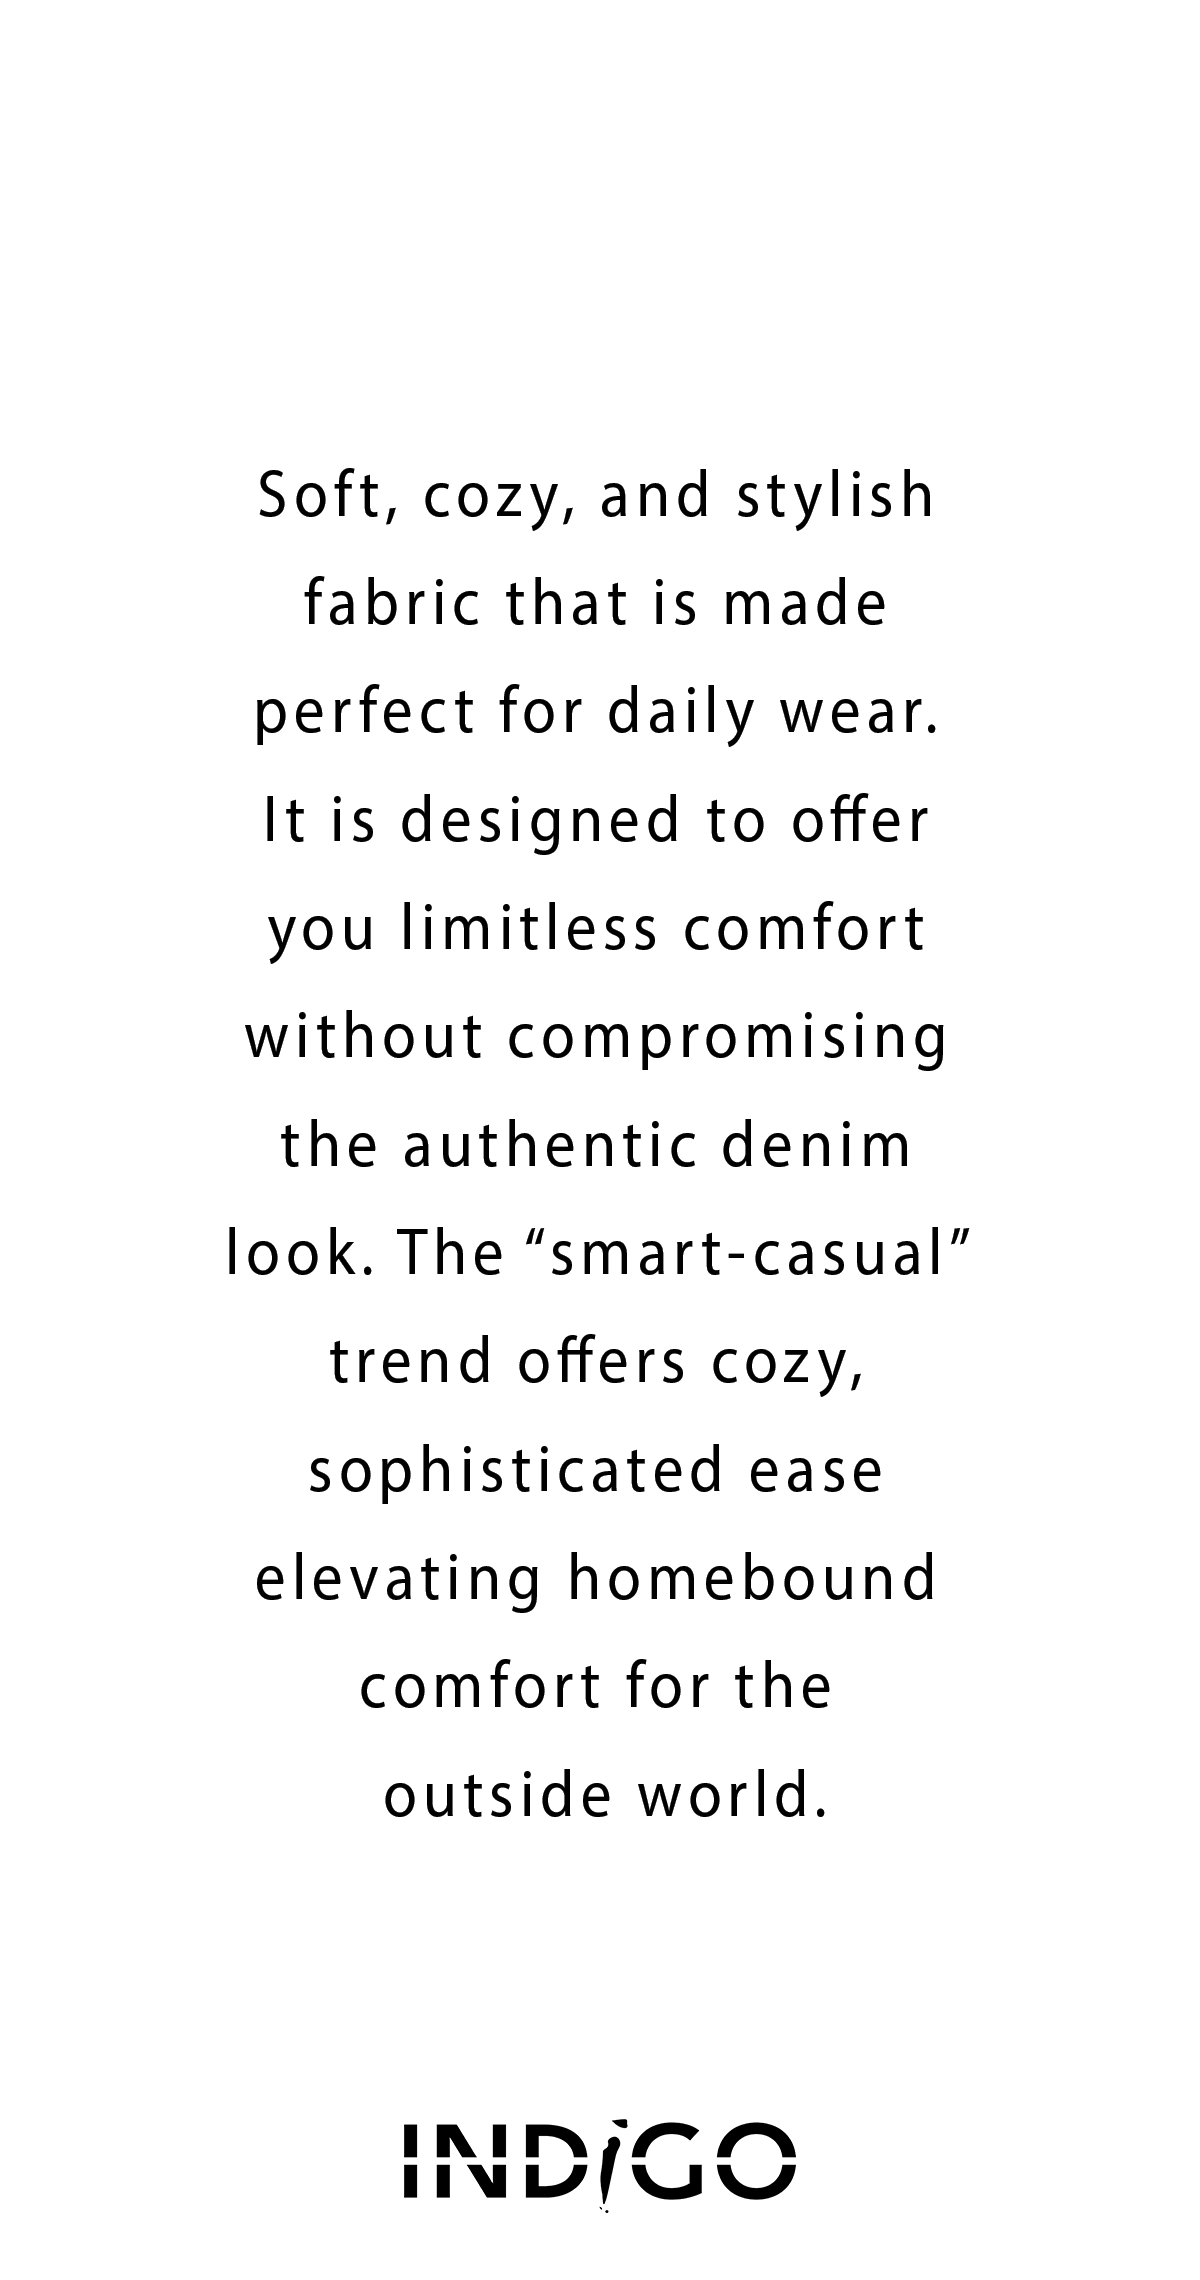 Soft, cozy, and stylish
fabric that is made
perfect for daily wear.
It is designed to offer
you limitless comfort
without compromising
the authentic denim
look. The “smart-casual”
trend offers cozy,
sophisticated ease
elevating homebound
comfort for the
outside world.
INDiGO